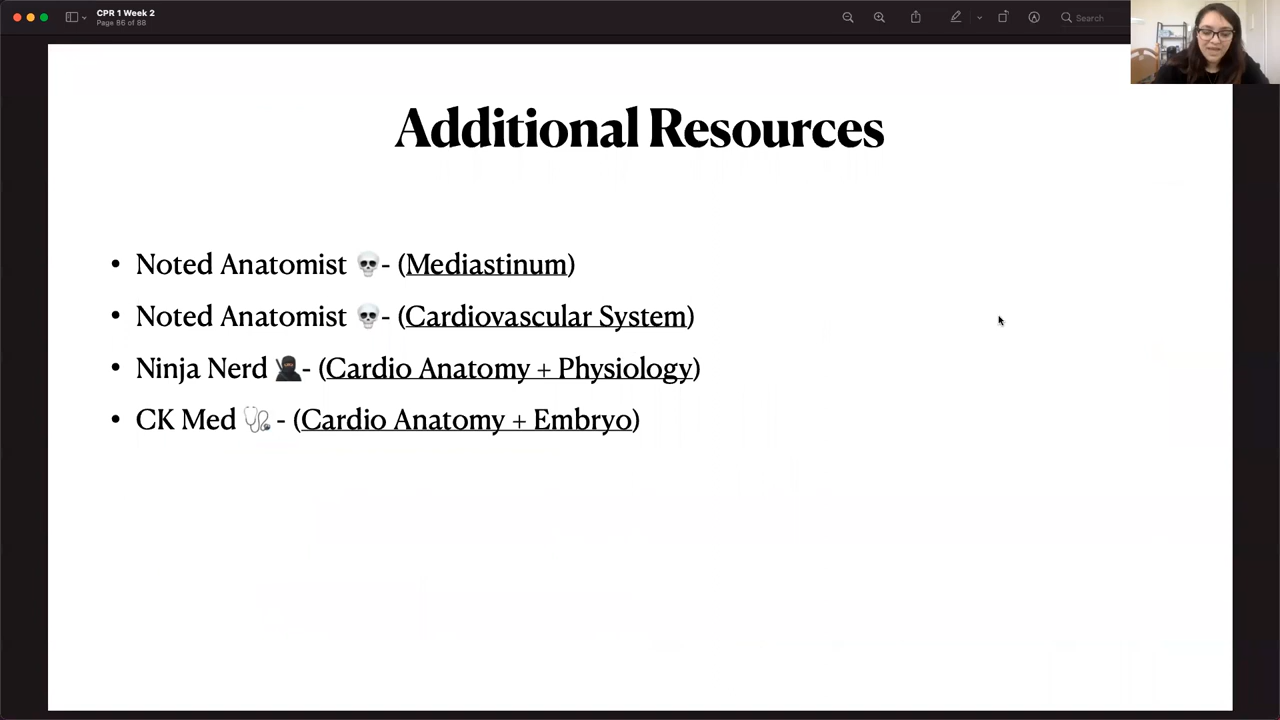 CPR 1 Week 2
Page 86 of 88
Search
Additional Resources
• Noted Anatomist 💀- (Mediastinum)
• Noted Anatomist 💀- (Cardiovascular System)
• Ninja Nerd 🥷- (Cardio Anatomy + Physiology)
• CK Med 🩺 - (Cardio Anatomy + Embryo)